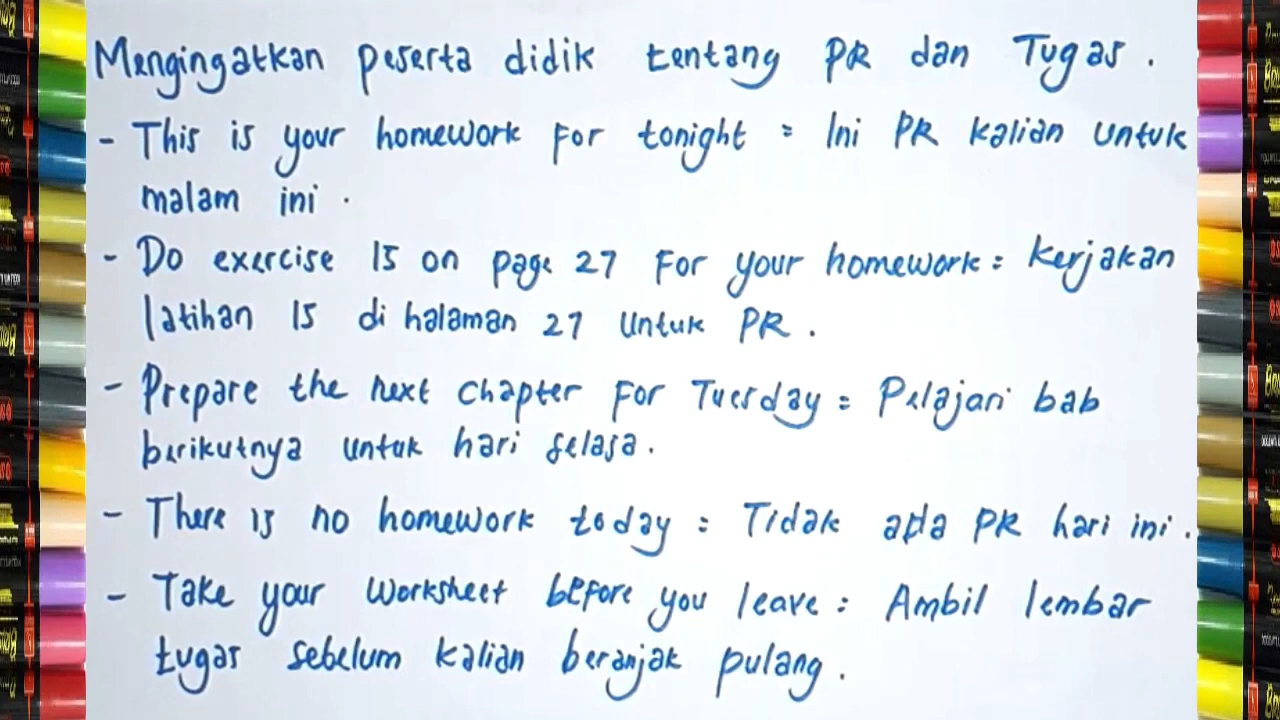 Mengingatkan peserta didik tentang PR dan Tugas.
- This is your homework for tonight = Ini PR kalian untuk
malam ini.
- Do exercise 15 on page 27 for your homework = Kerjakan
latihan 15 di halaman 27 untuk PR.
- Prepare the next chapter for Tuesday = Pelajari bab
berikutnya untuk hari selasa.
- There is no homework today = Tidak ada PR hari ini.
- Take your worksheet before you leave = Ambil lembar
tugas sebelum kalian beranjak pulang.